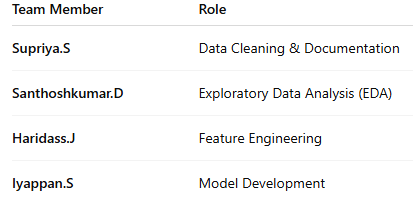 Team Member Role
Supriya.S Data Cleaning & Documentation
Santhoshkumar.D Exploratory Data Analysis (EDA)
Haridass.J Feature Engineering
Iyappan.S Model Development